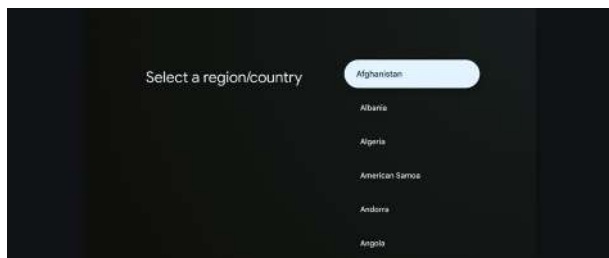 Select a region/country
Afghanistan
Albania
Algeria
American Samoa
Andorra
Angola